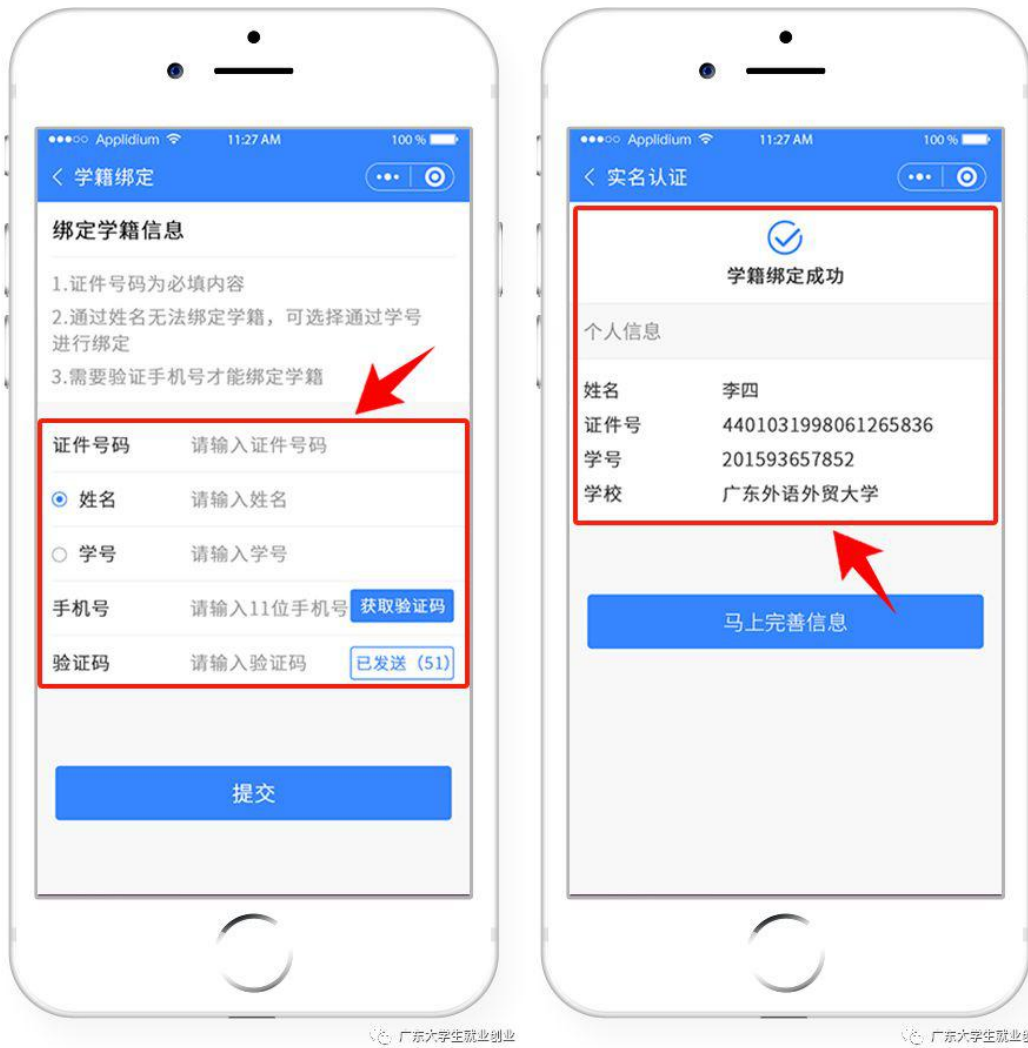 Applidium 11:27 AM 100 %
学籍绑定
绑定学籍信息
1.证件号码为必填内容
2.通过姓名无法绑定学籍，可选择通过学号
进行绑定
3.需要验证手机号才能绑定学籍
证件号码 请输入证件号码
姓名 请输入姓名
学号 请输入学号
手机号 请输入11位手机号 获取验证码
验证码 请输入验证码 已发送（51）
提交
广东大学生就业创业
Applidium 11:27 AM 100 %
实名认证
学籍绑定成功
个人信息
姓名 李四
证件号 4401031998061265836
学号 201593657852
学校 广东外语外贸大学
马上完善信息
广东大学生就业创